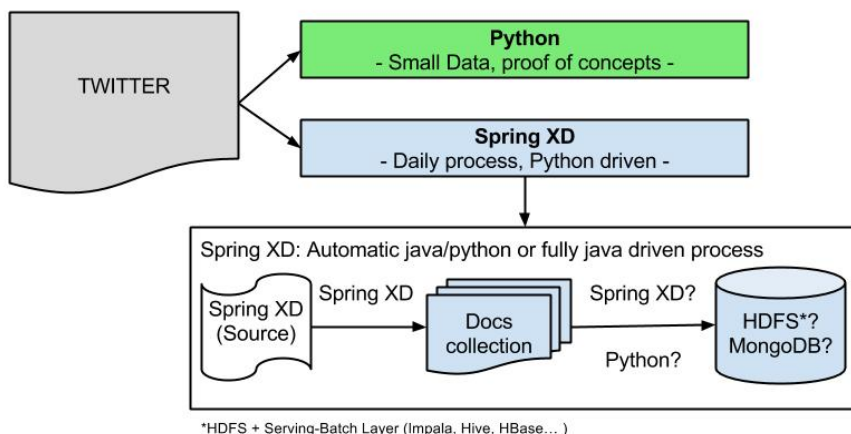 TWITTER
Python
- Small Data, proof of concepts -
Spring XD
- Daily process, Python driven -
Spring XD: Automatic java/python or fully java driven process
Spring XD
(Source)
Spring XD
Docs
collection
Spring XD?
Python?
HDFS*?
MongoDB?
*HDFS + Serving-Batch Layer (Impala, Hive, HBase... )